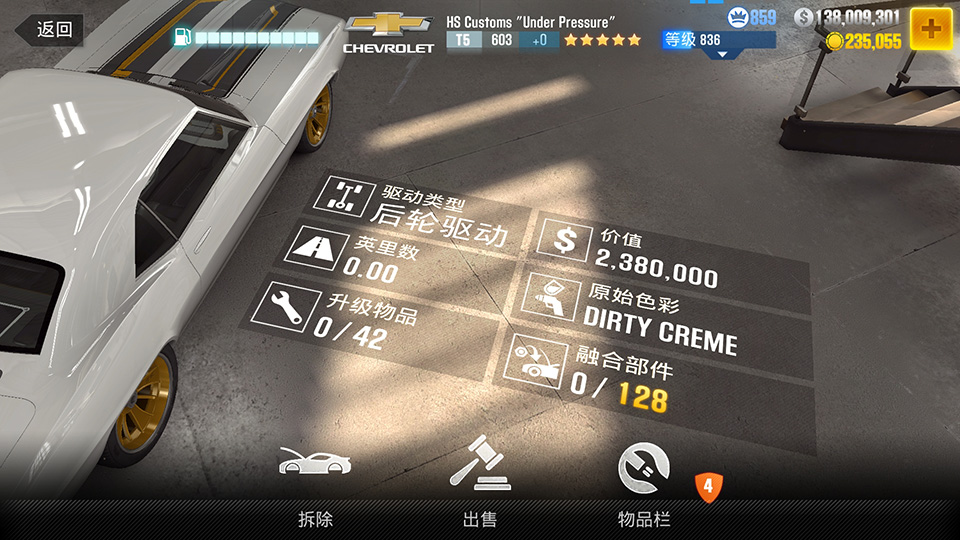 返回
CHEVROLET
HS Customs "Under Pressure"
T5 603 +0
等级 836
859
138,009,301
235,055
驱动类型
后轮驱动
英里数
0.00
升级物品
0 / 42
价值
2,380,000
原始色彩
DIRTY CREME
融合部件
0 / 128
拆除
出售
物品栏
4